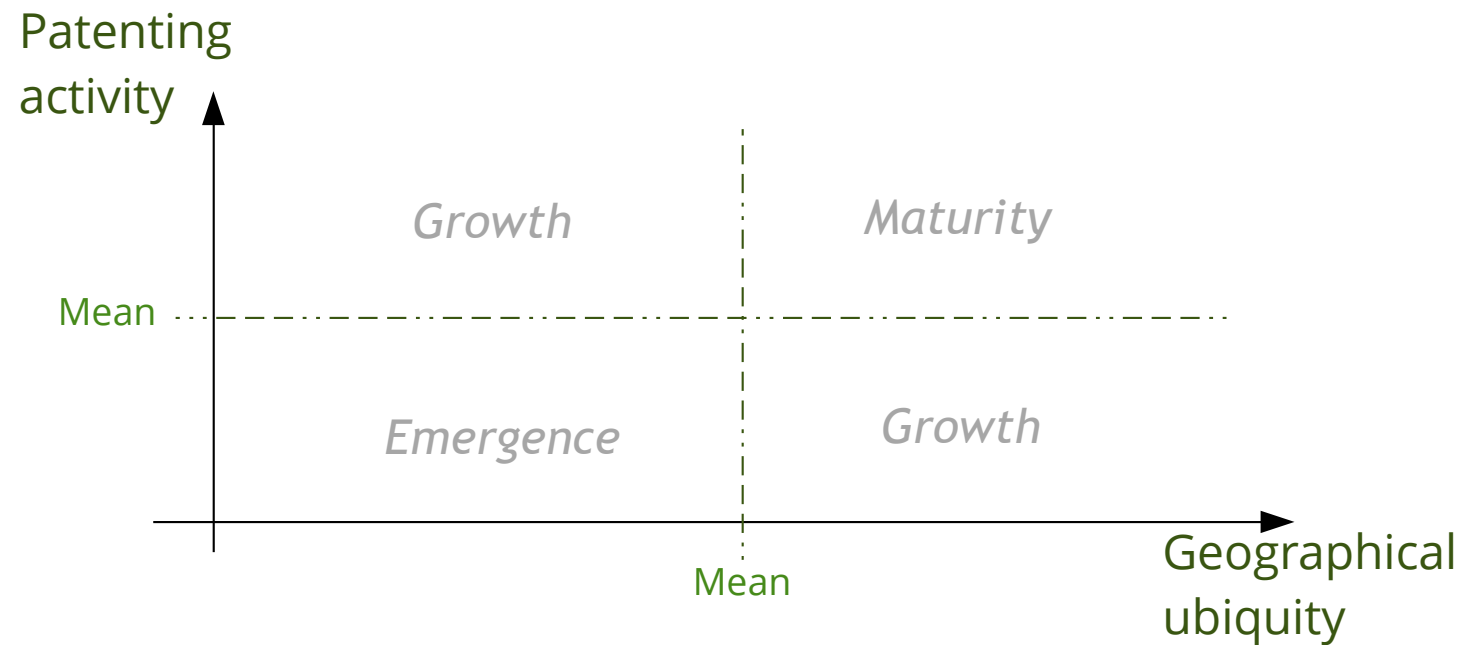 Patenting
activity
Growth
Maturity
Mean
Emergence
Growth
Mean
Geographical
ubiquity